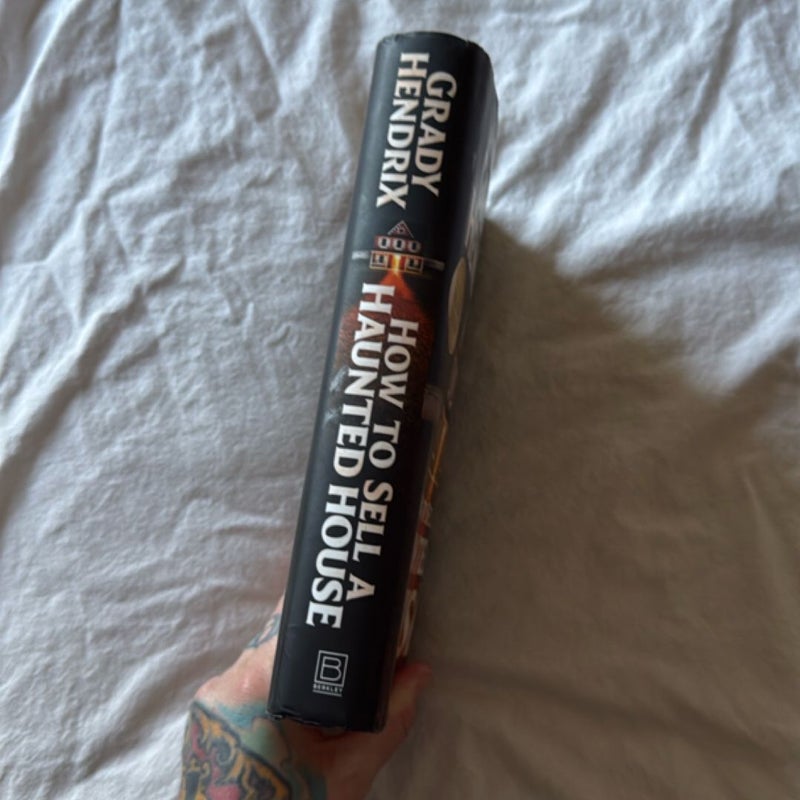 GRADY
HENDRIX
HOW TO SELL A
HAUNTED HOUSE
B
BERKLEY